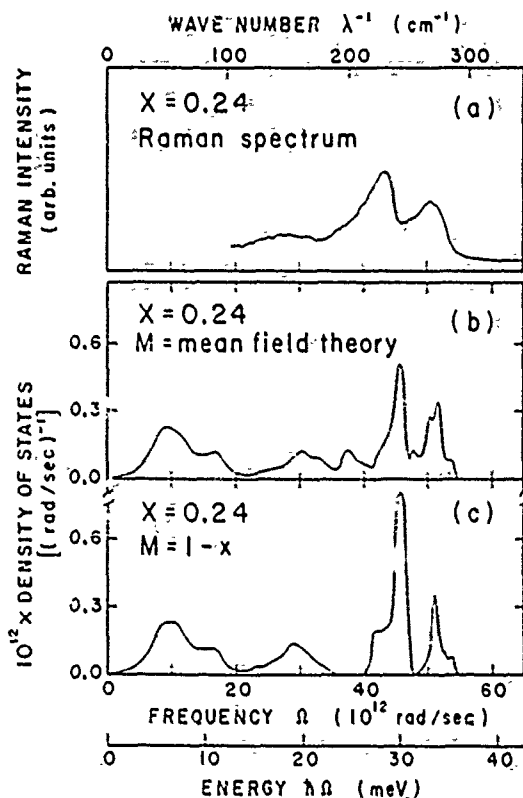 WAVE NUMBER λ⁻¹ (cm⁻¹)
0 100 200 300
RAMAN INTENSITY
(arb. units)
X = 0.24
Raman spectrum
(a)
10¹² X DENSITY OF STATES
[(rad/sec)⁻¹]
X = 0.24
M = mean field theory
(b)
0.6
0.3
0.0
X = 0.24
M = 1-x
(c)
0.6
0.3
0.0
0 20 40 60
FREQUENCY Ω (10¹² rad/sec)
0 10 20 30 40
ENERGY ħΩ (meV)